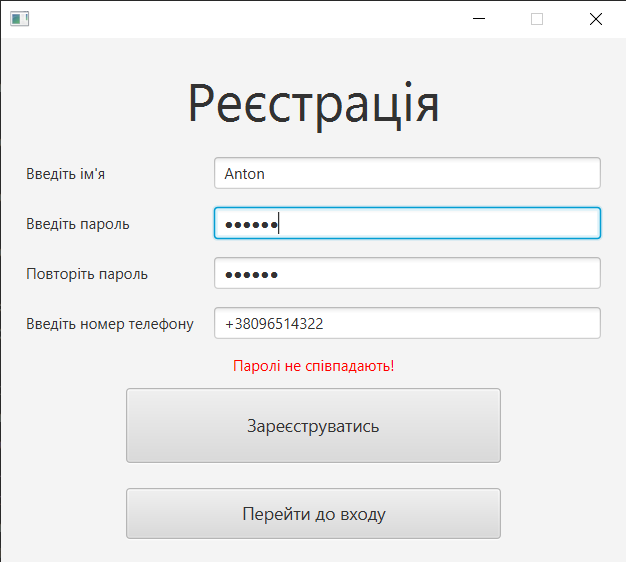 Реєстрація
Введіть ім'я Anton
Введіть пароль ●●●●●●
Повторіть пароль ●●●●●●
Введіть номер телефону +38096514322
Паролі не співпадають!
Зареєструватись
Перейти до входу